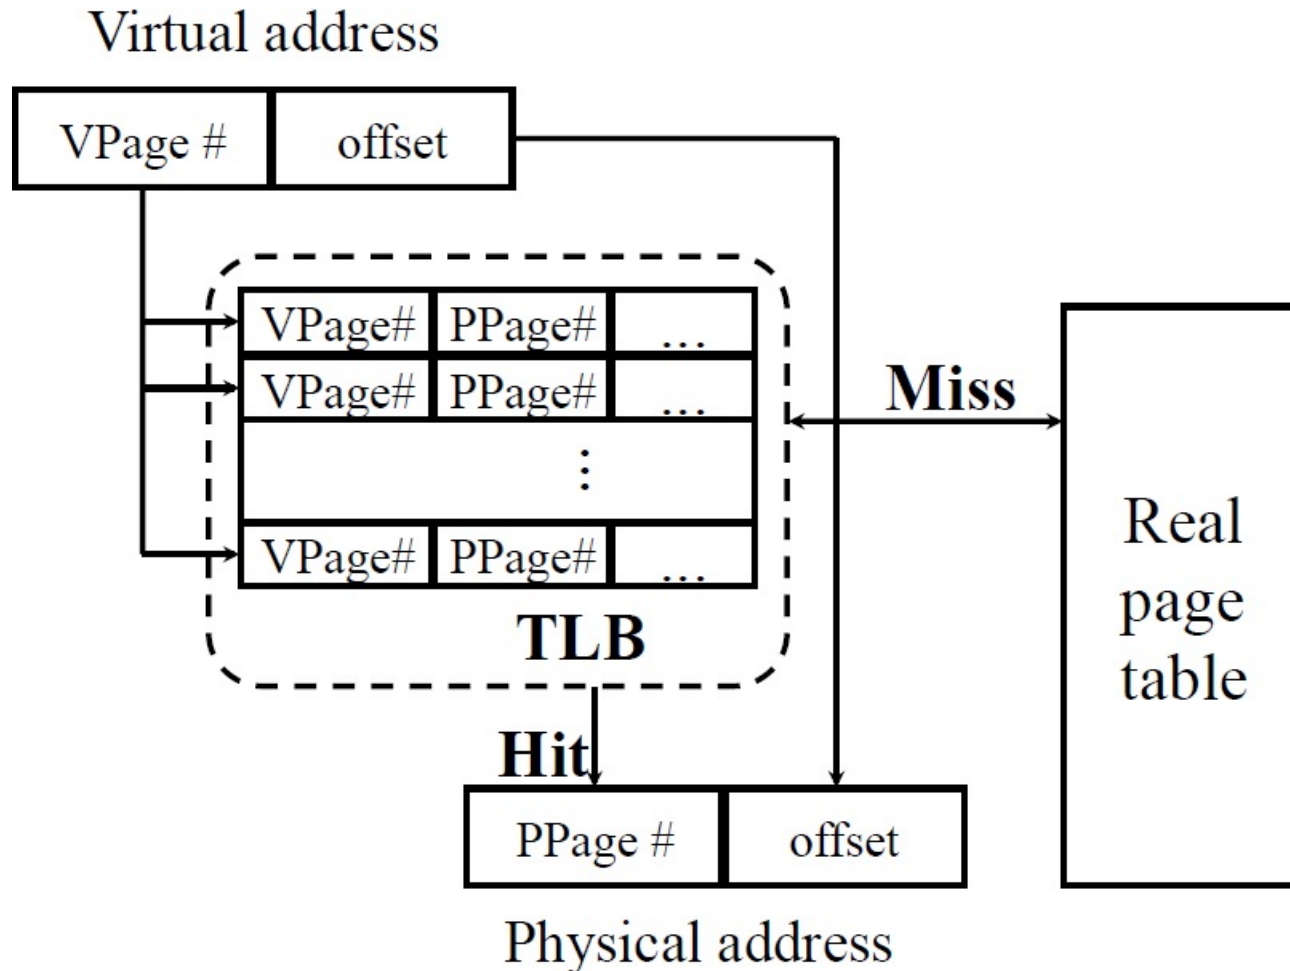 Virtual address
VPage # offset
VPage# PPage# ...
VPage# PPage# ...
⋮
VPage# PPage# ...
TLB
Miss
Real
page
table
Hit
PPage # offset
Physical address